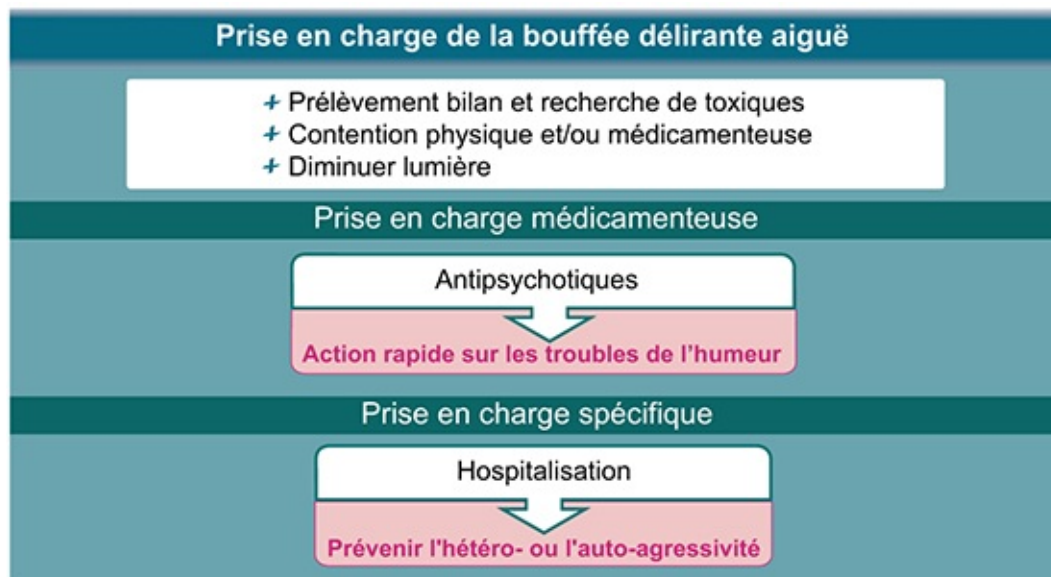 Prise en charge de la bouffée délirante aiguë
+ Prélèvement bilan et recherche de toxiques
+ Contention physique et/ou médicamenteuse
+ Diminuer lumière
Prise en charge médicamenteuse
Antipsychotiques
Action rapide sur les troubles de l'humeur
Prise en charge spécifique
Hospitalisation
Prévenir l'hétéro- ou l'auto-agressivité